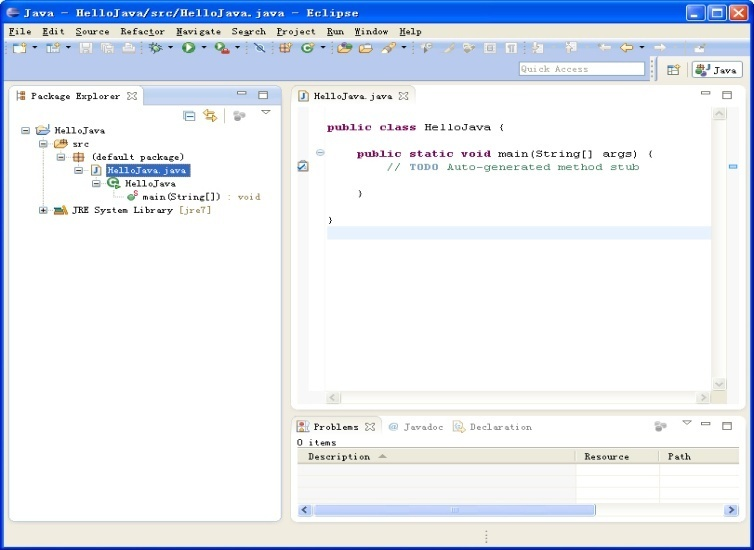 Java - HelloJava/src/HelloJava.java - Eclipse
File Edit Source Refactor Navigate Search Project Run Window Help
Quick Access
Java
Package Explorer
HelloJava
src
(default package)
HelloJava.java
HelloJava
main(String[]) : void
JRE System Library [jre7]
HelloJava.java
public class HelloJava {
public static void main(String[] args) {
// TODO Auto-generated method stub
}
}
Problems @ Javadoc Declaration
0 items
Description Resource Path